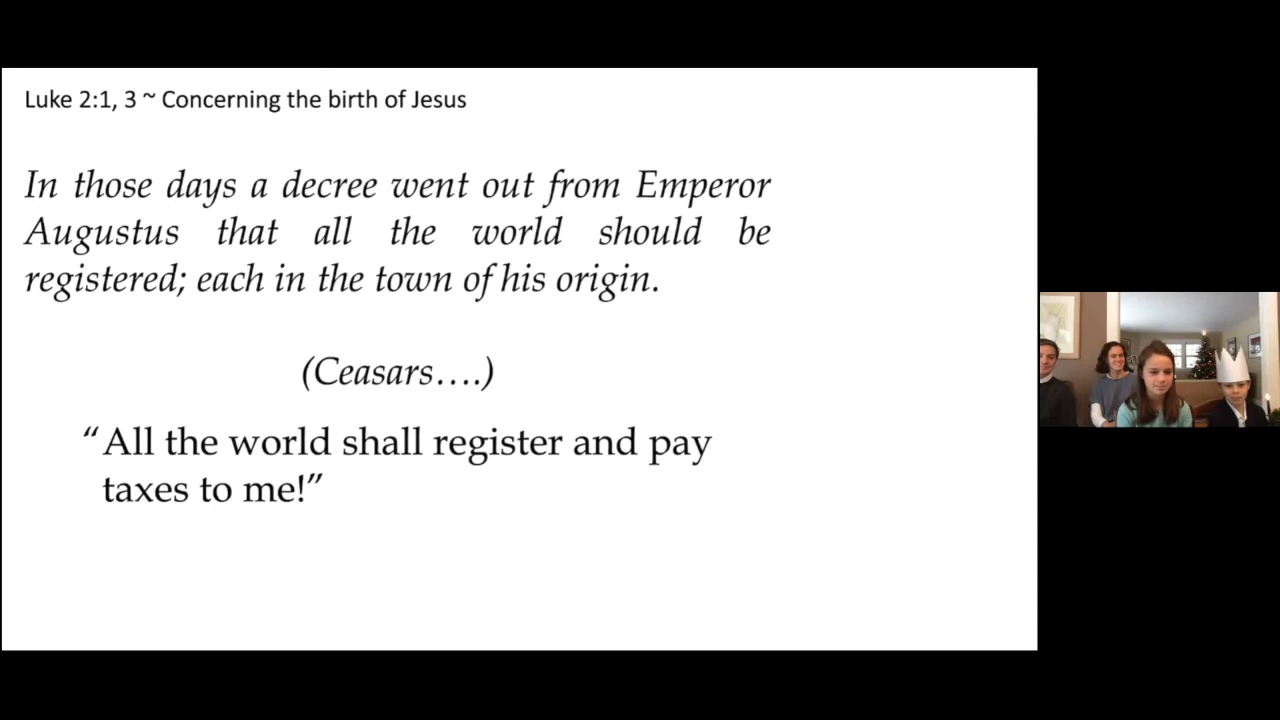 Luke 2:1, 3 ~ Concerning the birth of Jesus
In those days a decree went out from Emperor
Augustus that all the world should be
registered; each in the town of his origin.
(Ceasars….)
“All the world shall register and pay
taxes to me!”